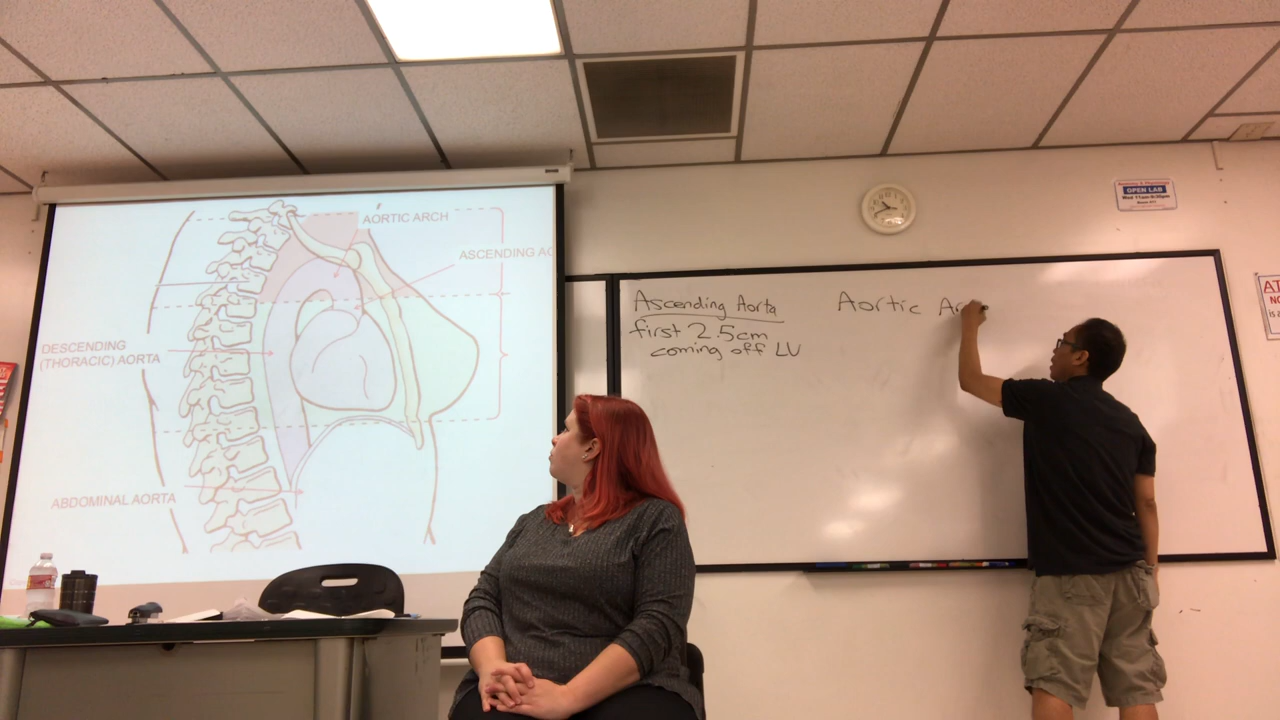 AORTIC ARCH
ASCENDING AO
DESCENDING
(THORACIC) AORTA
ABDOMINAL AORTA
Ascending Aorta
first 2.5cm
coming off LV
Aortic Ar
OPEN LAB